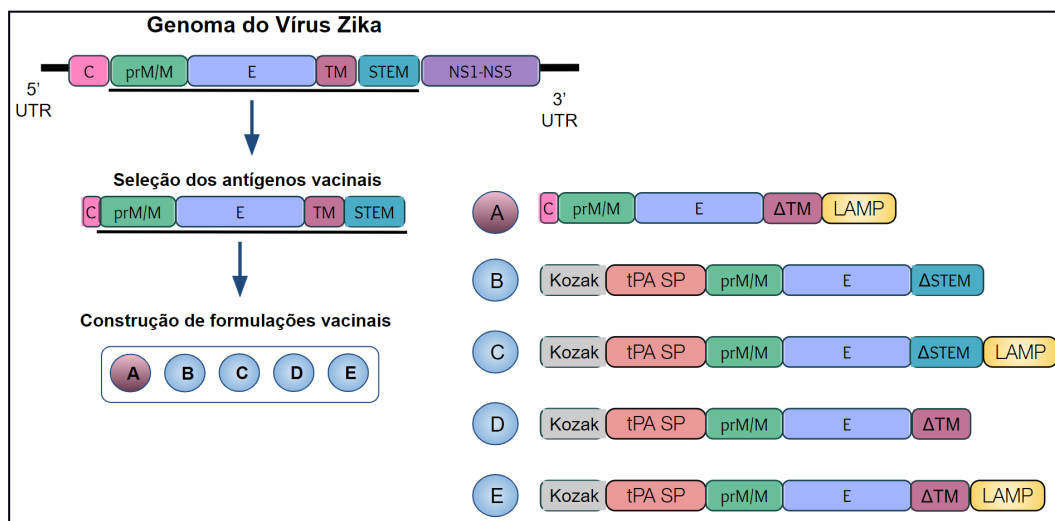 Genoma do Vírus Zika
C prM/M E TM STEM NS1-NS5
5’ UTR
3’ UTR
Seleção dos antígenos vacinais
C prM/M E TM STEM
Construção de formulações vacinais
A B C D E
A C prM/M E ΔTM LAMP
B Kozak tPA SP prM/M E ΔSTEM
C Kozak tPA SP prM/M E ΔSTEM LAMP
D Kozak tPA SP prM/M E ΔTM
E Kozak tPA SP prM/M E ΔTM LAMP